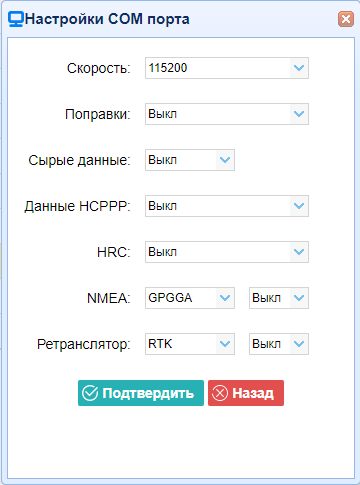 Настройки COM порта
Скорость: 115200
Поправки: Выкл
Сырые данные: Выкл
Данные HCPPP: Выкл
HRC: Выкл
NMEA: GPGGA Выкл
Ретранслятор: RTK Выкл
Подтвердить Назад